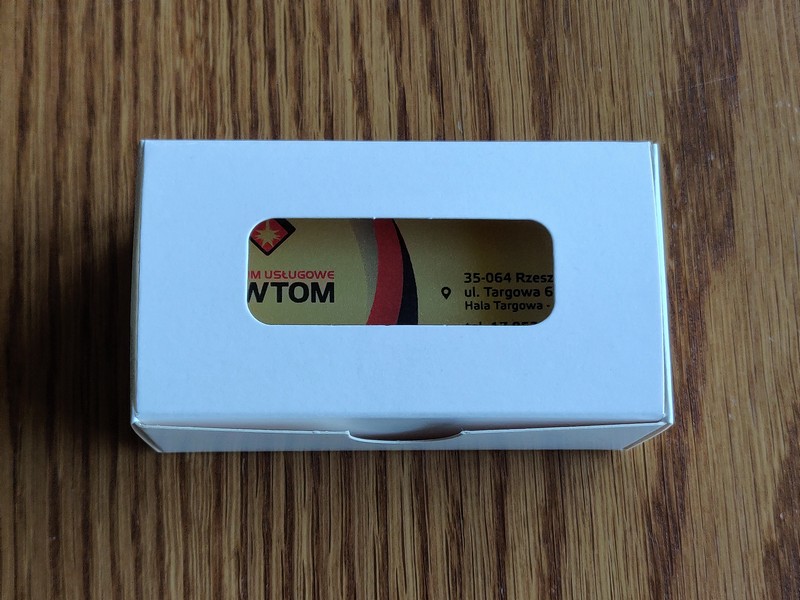 M USŁUGOWE
WTOM
35-064 Rzesz
ul. Targowa 6
Hala Targowa -